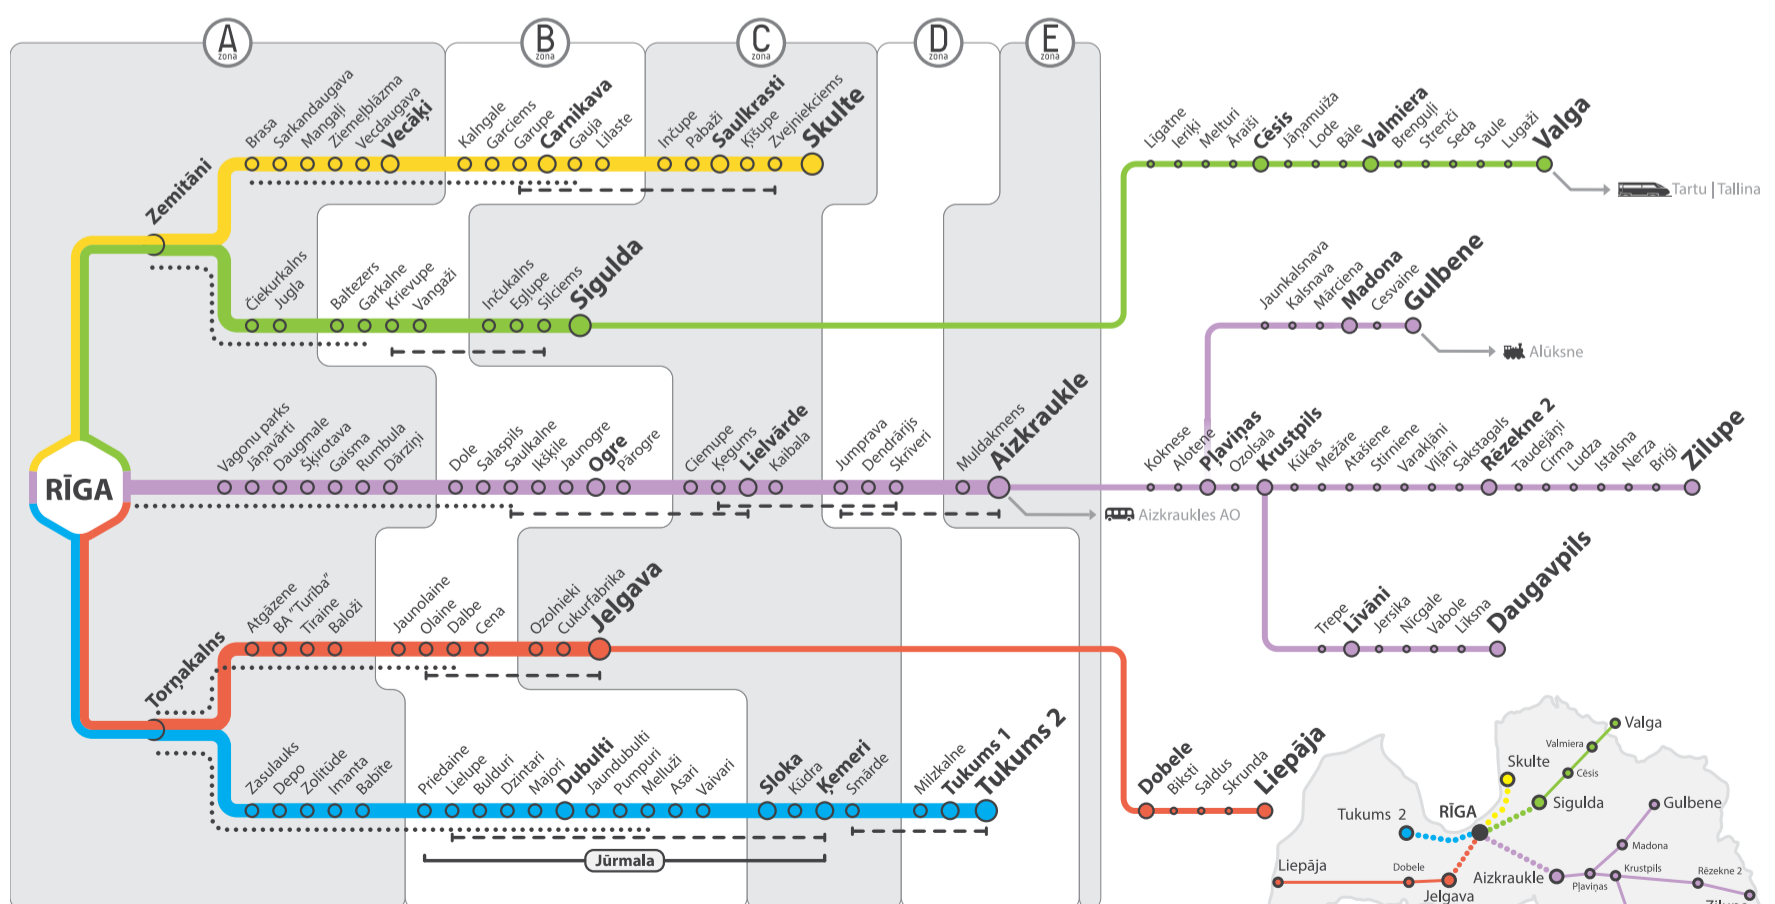 A
zona
B
zona
C
zona
D
zona
E
zona
Brasa
Sarkandaugava
Mangaļi
Ziemeļblāzma
Vecdaugava
Vecāķi
Kalngale
Garciems
Garupe
Carnikava
Gauja
Lilaste
Inčupe
Pabaži
Saulkrasti
Ķīšupe
Zvejniekciems
Skulte
Līgatne
Ieriķi
Melturi
Āraiši
Cēsis
Jāņamuiža
Lode
Bāle
Valmiera
Brenguļi
Strenči
Seda
Saule
Lugaži
Valga
Tartu | Tallina
Zemitāni
Čiekurkalns
Jugla
Baltezers
Garkalne
Krievupe
Vangaži
Inčukalns
Egļupe
Silciems
Sigulda
Jaunkalsnava
Kalsnava
Mārciena
Madona
Cesvaine
Gulbene
Alūksne
RĪGA
Vagonu parks
Jāņavārti
Daugmale
Šķirotava
Gaisma
Rumbula
Dārziņi
Dole
Salaspils
Saulkalne
Ikšķile
Jaunogre
Ogre
Pārogre
Ciemupe
Ķegums
Lielvārde
Kaibala
Jumprava
Dendrārijs
Skrīveri
Muldakmens
Aizkraukle
Aizkraukles AO
Koknese
Alotene
Pļaviņas
Ozolsala
Krustpils
Kūkas
Mežāre
Atašiene
Stirniene
Varakļāni
Viļāni
Sakstagals
Rēzekne 2
Taudejāņi
Cirma
Ludza
Istalsna
Nerza
Briģi
Zilupe
Trepe
Līvāni
Jersika
Nīcgale
Vabole
Līksna
Daugavpils
Torņakalns
Atgāzene
BA "Turība"
Tīraine
Baloži
Jaunolaine
Olaine
Dalbe
Cena
Ozolnieki
Cukurfabrika
Jelgava
Dobele
Biksti
Saldus
Skrunda
Liepāja
Zasulauks
Depo
Zolitūde
Imanta
Babīte
Priedaine
Lielupe
Bulduri
Dzintari
Majori
Dubulti
Jaundubulti
Pumpuri
Melluži
Asari
Vaivari
Sloka
Kūdra
Ķemeri
Smārde
Milzkalne
Tukums 1
Tukums 2
Jūrmala
Valga
Valmiera
Skulte
Cēsis
Sigulda
Tukums 2
RĪGA
Gulbene
Madona
Liepāja
Dobele
Jelgava
Aizkraukle
Pļaviņas
Krustpils
Rēzekne 2